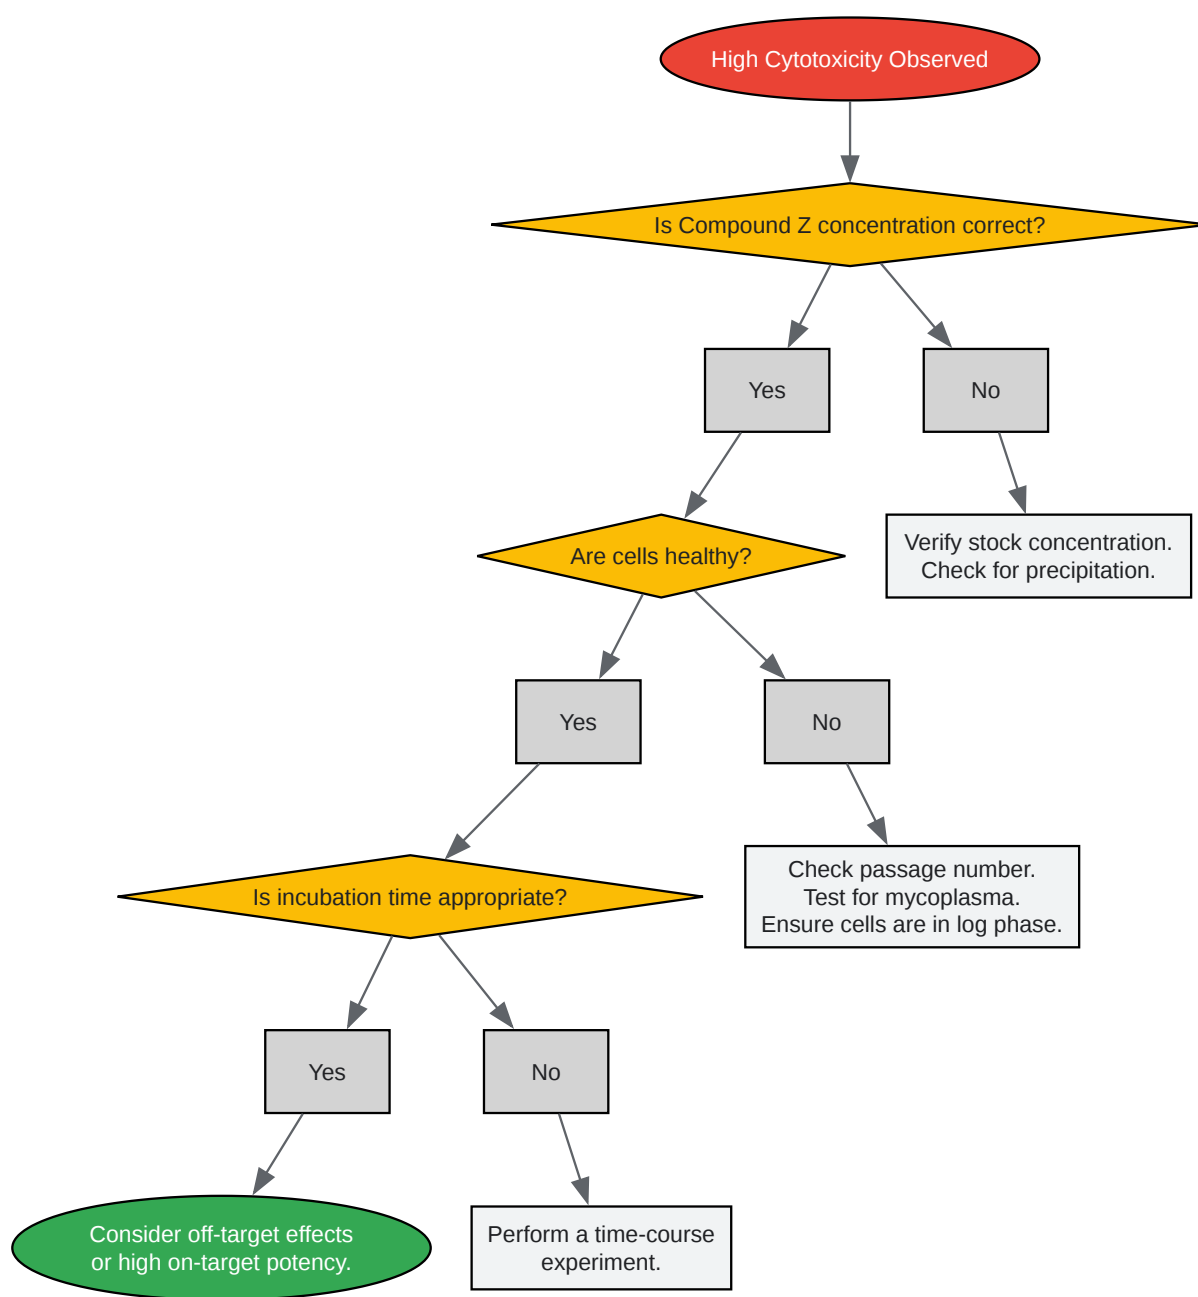 High Cytotoxicity Observed
Is Compound Z concentration correct?
Yes
No
Verify stock concentration.
Check for precipitation.
Are cells healthy?
Yes
No
Check passage number.
Test for mycoplasma.
Ensure cells are in log phase.
Is incubation time appropriate?
Yes
No
Consider off-target effects
or high on-target potency.
Perform a time-course
experiment.